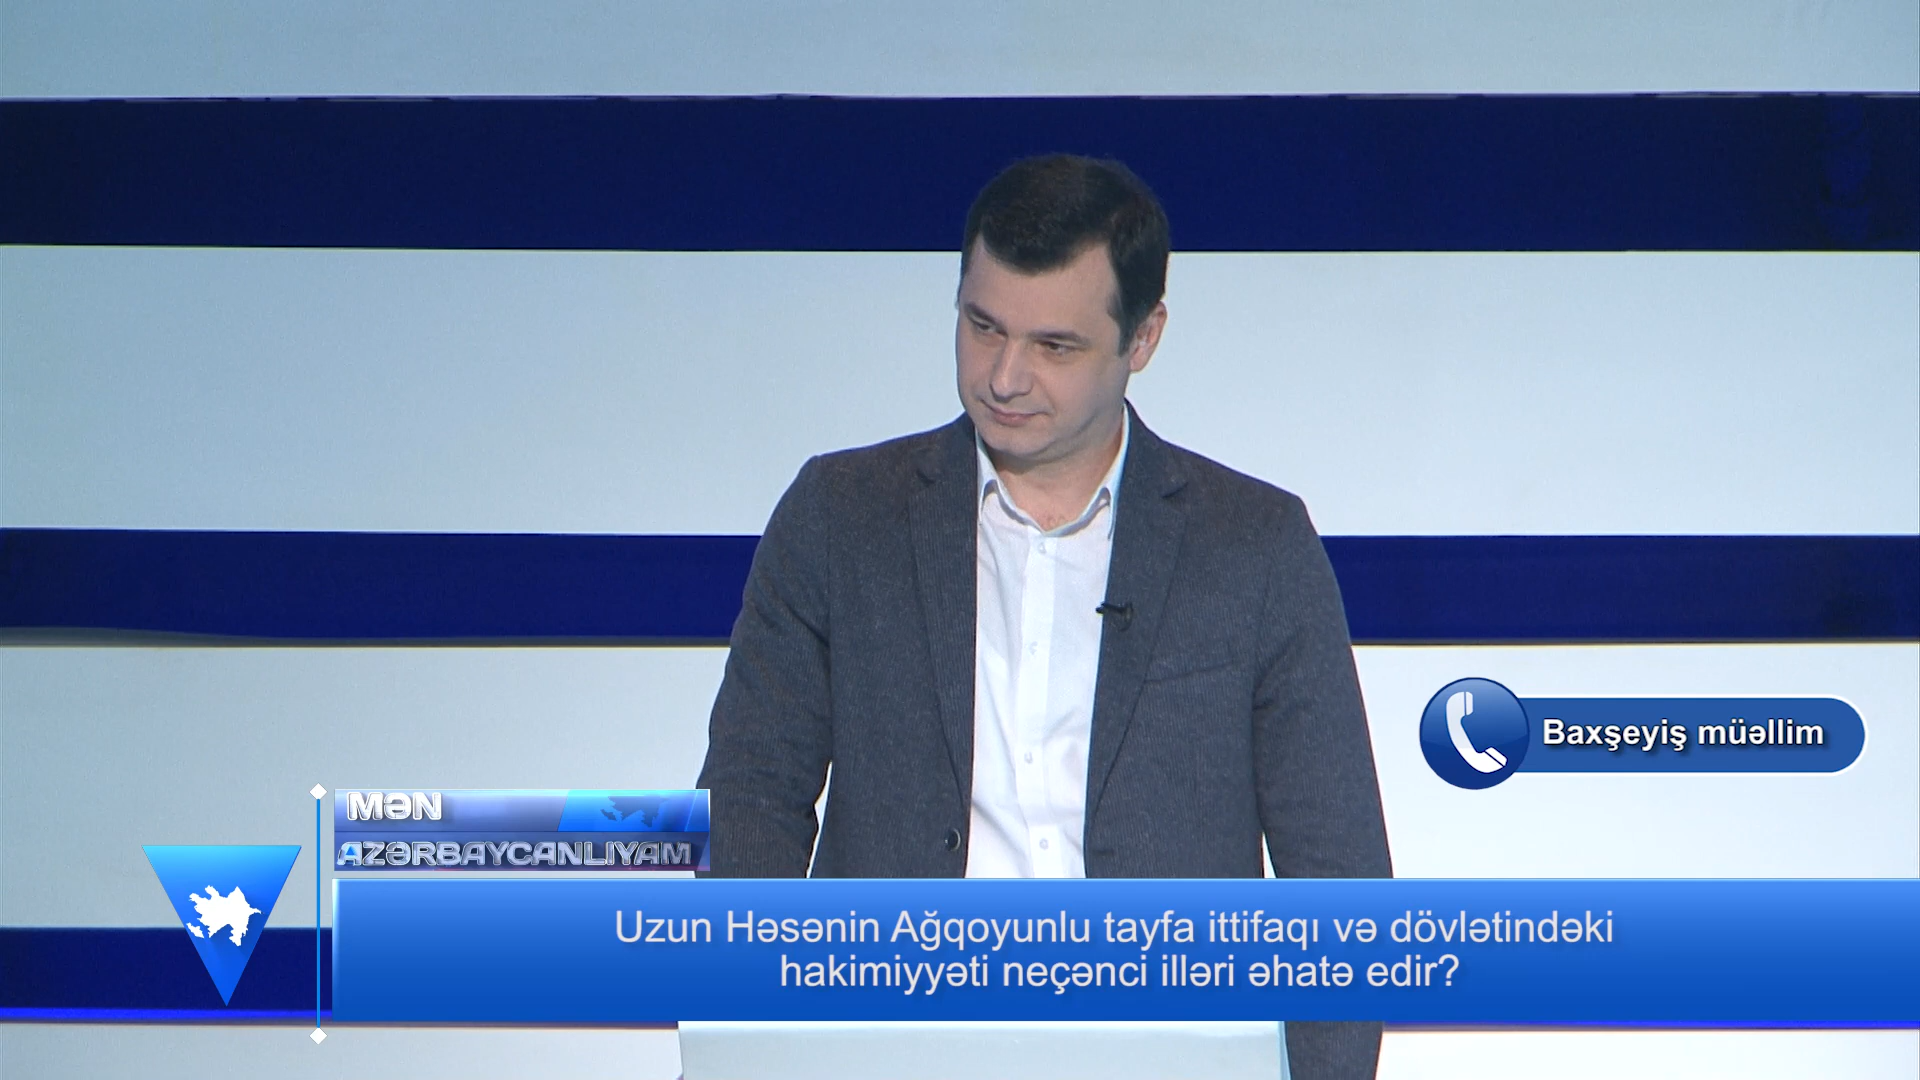 Baxşeyiş müəllim
MƏN
AZƏRBAYCANLIYAM
Uzun Həsənin Ağqoyunlu tayfa ittifaqı və dövlətindəki
hakimiyyəti neçənci illəri əhatə edir?